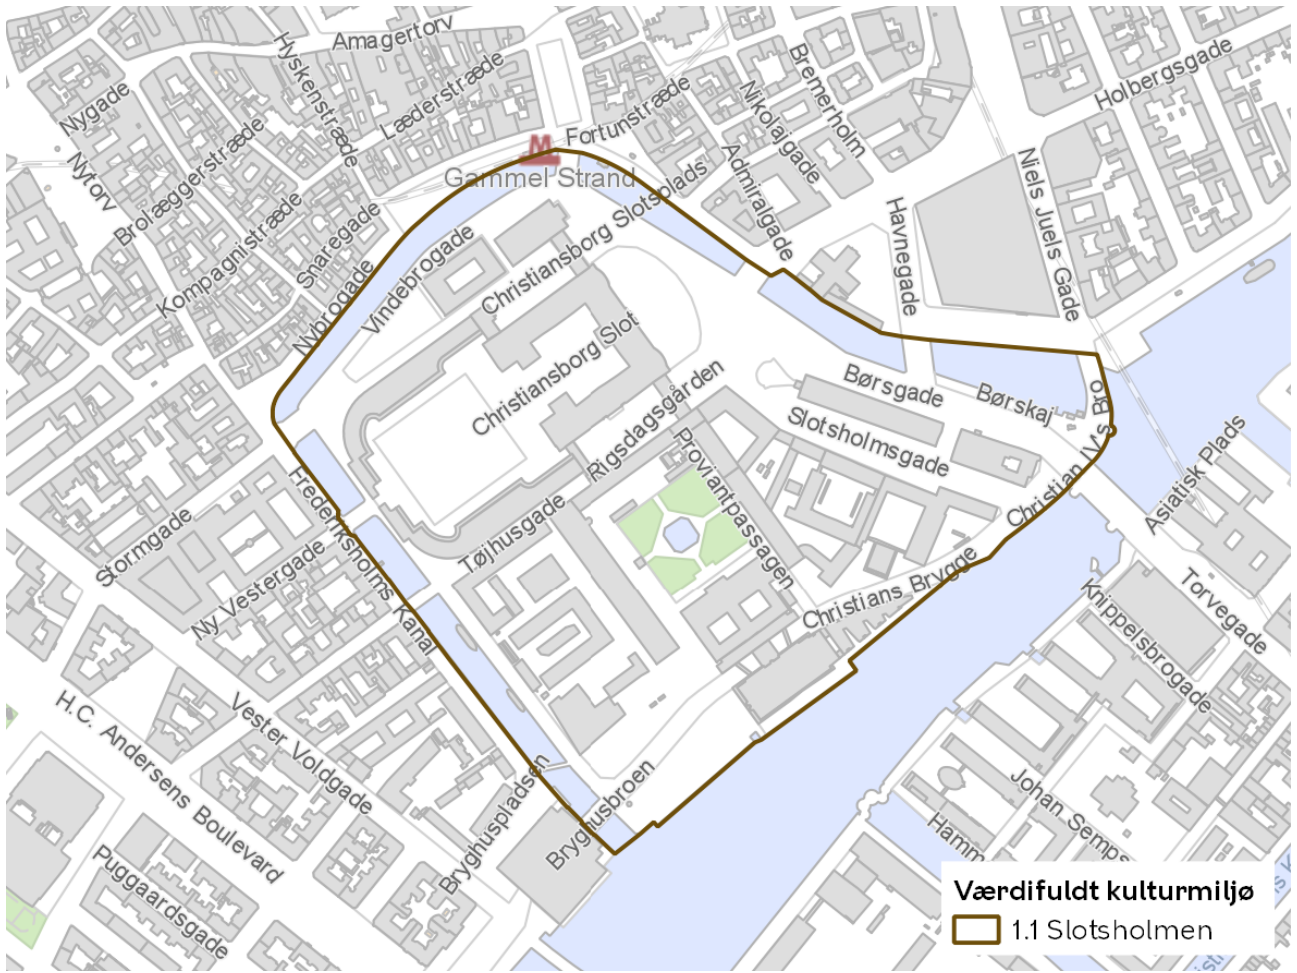 Amagertorv
Hyskenstræde
Læderstræde
Nygade
Bremerholm
Holbergsgade
Fortunstræde
Nikolajgade
Nytorv
Brolæggerstræde
M
Gammel Strand
Admiralgade
Niels Juels Gade
Kompagnistræde
Snaregade
Christiansborg Slotsplads
Havnegade
Vindebrogade
Nybrogade
Christiansborg Slot
Børsgade
Børskaj
Rigsdagsgården
Slotsholmsgade
Christian IV's Bro
Asiatisk Plads
Proviantpassagen
Frederiksholms Kanal
Stormgade
Tøjhusgade
Ny Vestergade
Christians Brygge
Torvegade
Knippelsbrogade
Vester Voldgade
H.C. Andersens Boulevard
Bryghuspladsen
Bryghusbroen
Johan Semps
Hamm
Puggaardsgade
Værdifuldt kulturmiljø
1.1 Slotsholmen